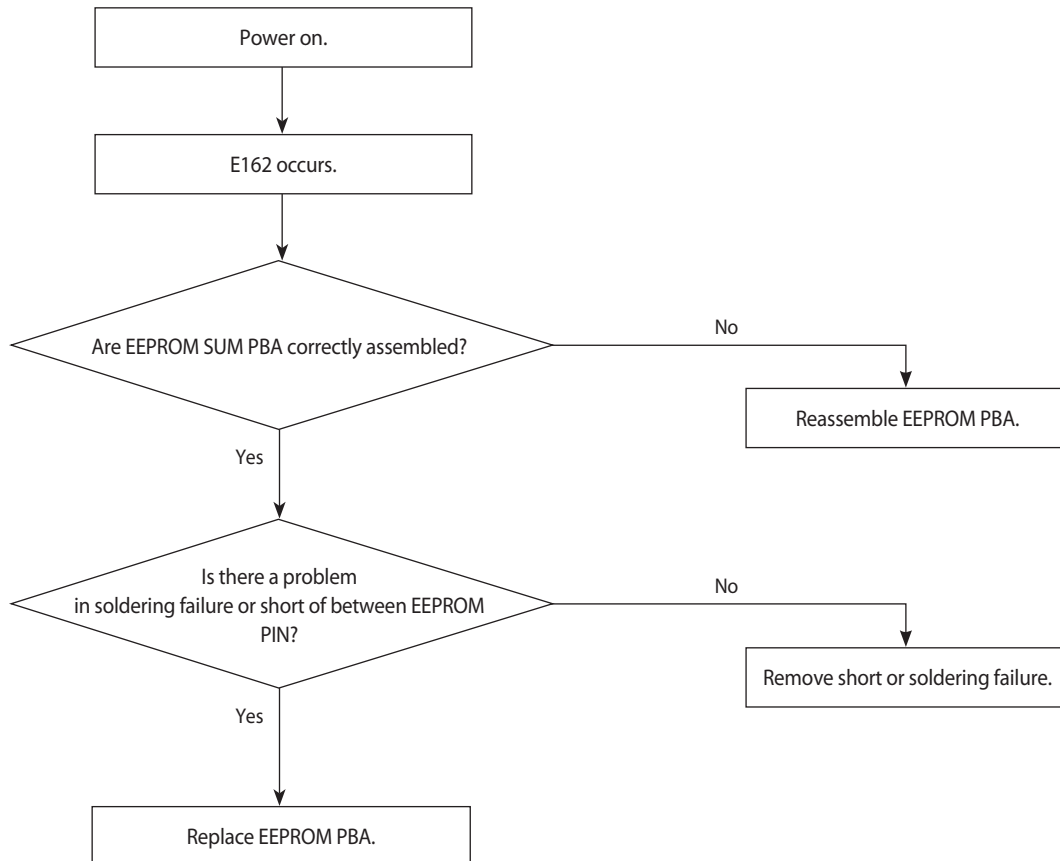 Power on.
E162 occurs.
Are EEPROM SUM PBA correctly assembled?
No
Reassemble EEPROM PBA.
Yes
Is there a problem
in soldering failure or short of between EEPROM
PIN?
No
Remove short or soldering failure.
Yes
Replace EEPROM PBA.